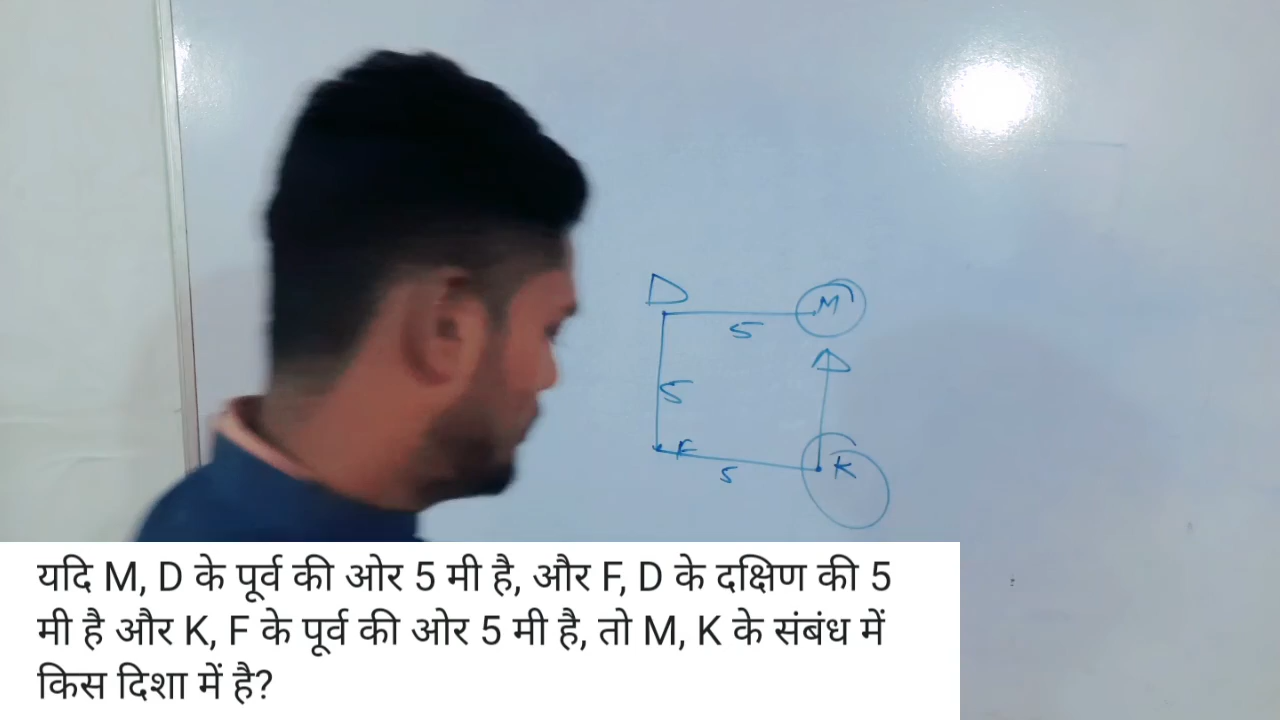 D M
5
5
F
5 K
यदि M, D के पूर्व की ओर 5 मी है, और F, D के दक्षिण की 5
मी है और K, F के पूर्व की ओर 5 मी है, तो M, K के संबंध में
किस दिशा में है?